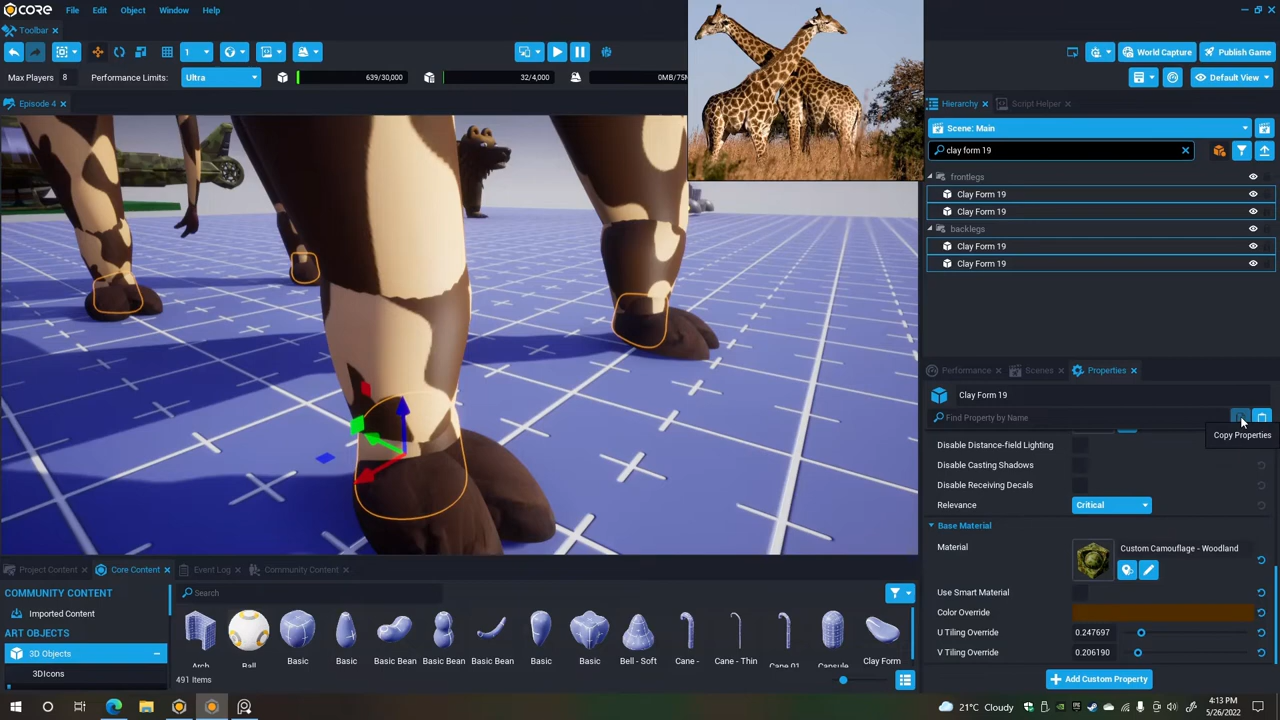 CORE File Edit Object Window Help
Toolbar
1
World Capture Publish Game
Max Players 8 Performance Limits: Ultra 639/30,000 32/4,000 0MB/75M
Default View
Episode 4 Hierarchy Script Helper
Scene: Main
clay form 19
frontlegs
Clay Form 19
Clay Form 19
backlegs
Clay Form 19
Clay Form 19
Performance Scenes Properties
Clay Form 19
Find Property by Name
Copy Properties
Disable Distance-field Lighting
Disable Casting Shadows
Disable Receiving Decals
Relevance Critical
Base Material
Material Custom Camouflage - Woodland
Use Smart Material
Color Override
U Tiling Override 0.247697
V Tiling Override 0.206190
Add Custom Property
Project Content Core Content Event Log Community Content
COMMUNITY CONTENT
Imported Content
ART OBJECTS
3D Objects
3DIcons
Search
Arch Ball Basic Basic Basic Bean Basic Bean Basic Bean Basic Basic Bell - Soft Cane - Cane - Thin Cane 01 Capsule Clay Form
491 Items
21°C Cloudy ENG 4:13 PM
5/26/2022